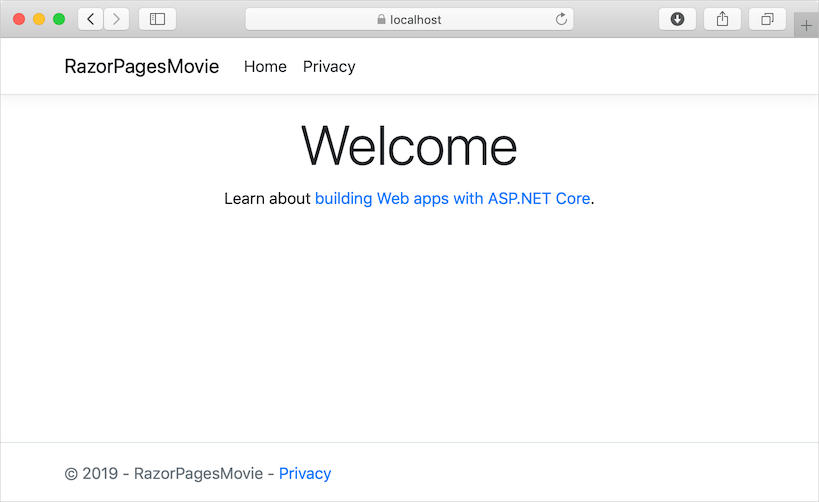 localhost
RazorPagesMovie Home Privacy
Welcome
Learn about building Web apps with ASP.NET Core.
© 2019 - RazorPagesMovie - Privacy